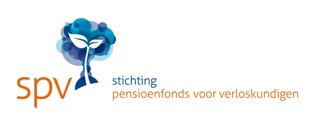 spv
stichting
pensioenfonds voor verloskundigen